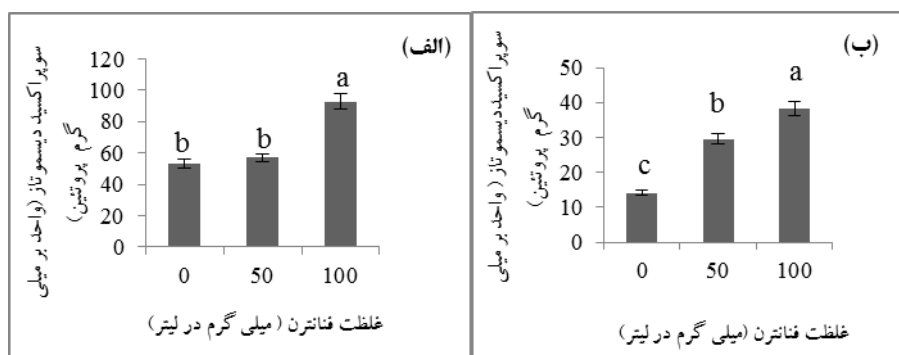 (الف)
سوپراکسید دیسموتاز (واحد بر میلی
گرم پروتئین)
120
100
80
60
40
20
0
b
b
a
0 50 100
غلظت فنانترن ( میلی گرم در لیتر)
(ب)
سوپراکسیددیسموتاز ( واحد بر میلی
گرم پروتئین)
50
40
30
20
10
0
c
b
a
0 50 100
غلظت فنانترن (میلی گرم در لیتر)